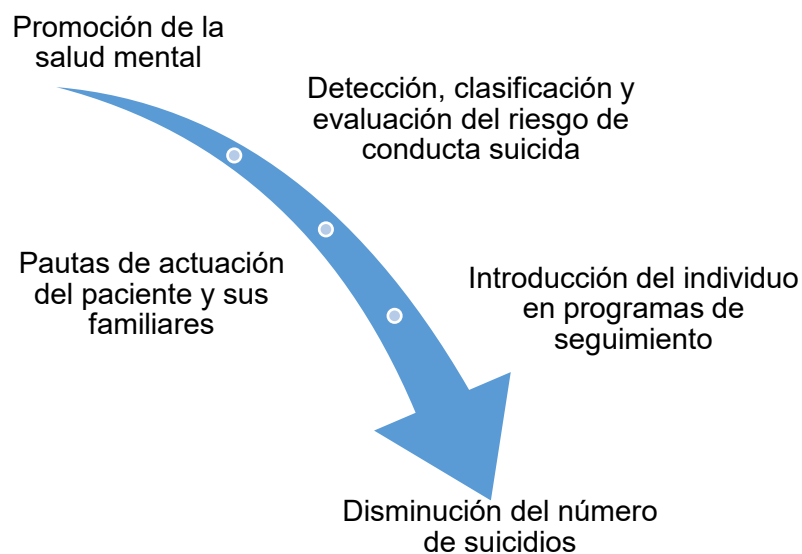 Promoción de la
salud mental
Detección, clasificación y
evaluación del riesgo de
conducta suicida
Pautas de actuación
del paciente y sus
familiares
Introducción del individuo
en programas de
seguimiento
Disminución del número
de suicidios